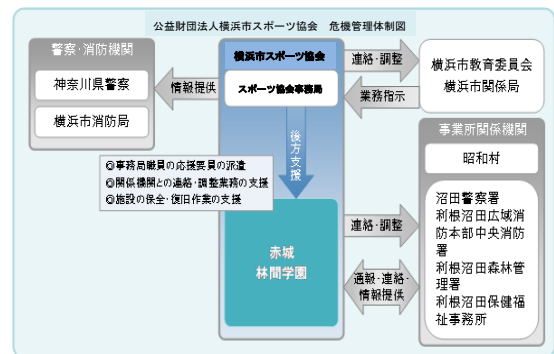 公益財団法人横浜市スポーツ協会　危機管理体制図
警察・消防機関
神奈川県警察
横浜市消防局
情報提供
横浜市スポーツ協会
スポーツ協会事務局
連絡・調整
業務指示
横浜市教育委員会
横浜市関係局
後方支援
◎事務局職員の応援要員の派遣
◎関係機関との連絡・調整業務の支援
◎施設の保全・復旧作業の支援
赤城
林間学園
連絡・調整
通報・連絡・
情報提供
事業所関係機関
昭和村
沼田警察署
利根沼田広域消
防本部中央消防
署
利根沼田森林管
理署
利根沼田保健福
祉事務所